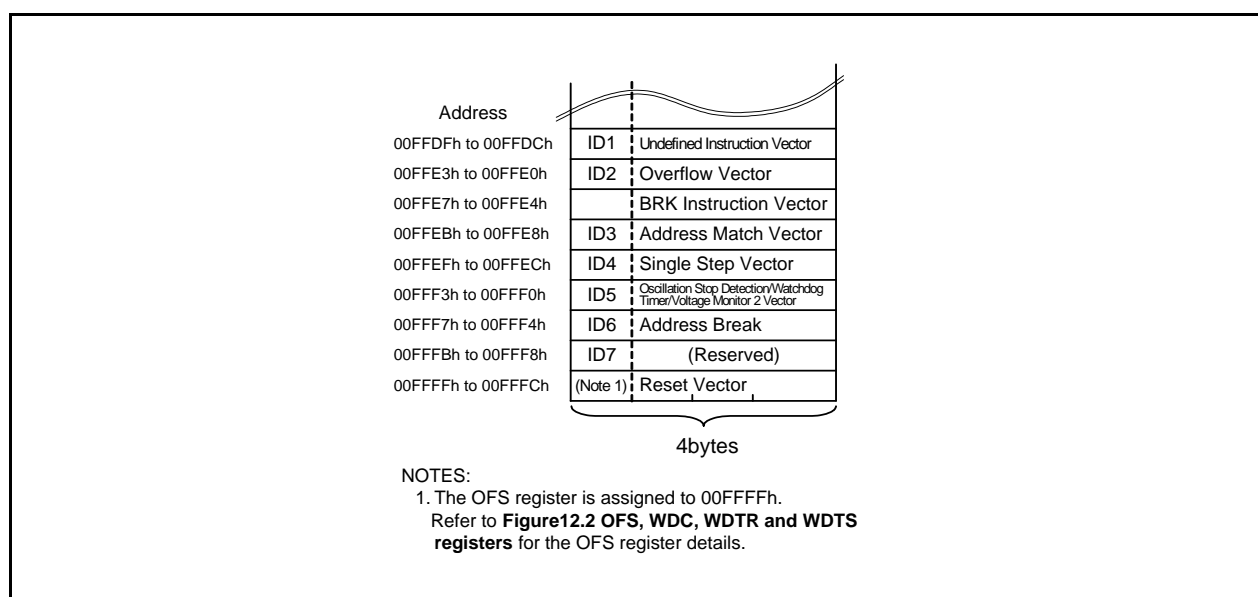 Address
00FFDFh to 00FFDCh ID1 Undefined Instruction Vector
00FFE3h to 00FFE0h ID2 Overflow Vector
00FFE7h to 00FFE4h BRK Instruction Vector
00FFEBh to 00FFE8h ID3 Address Match Vector
00FFEFh to 00FFECh ID4 Single Step Vector
00FFF3h to 00FFF0h ID5 Oscillation Stop Detection/Watchdog
Timer/Voltage Monitor 2 Vector
00FFF7h to 00FFF4h ID6 Address Break
00FFFBh to 00FFF8h ID7 (Reserved)
00FFFFh to 00FFFCh (Note 1) Reset Vector
4bytes
NOTES:
1. The OFS register is assigned to 00FFFFh.
Refer to Figure12.2 OFS, WDC, WDTR and WDTS
registers for the OFS register details.